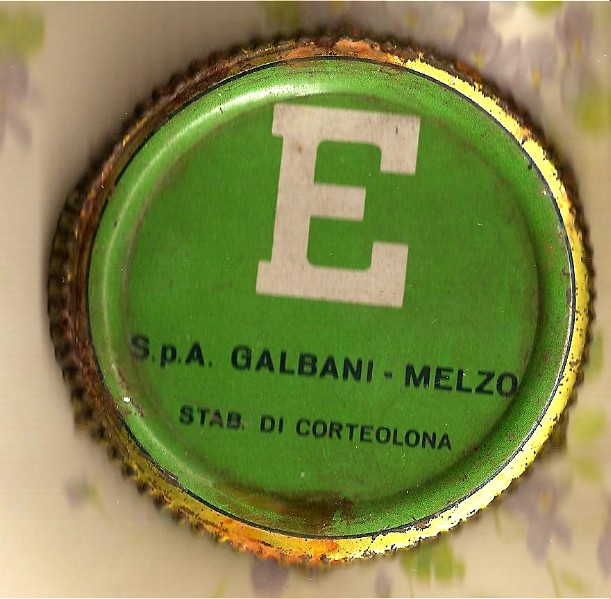 E
S.p.A. GALBANI - MELZO
STAB. DI CORTEOLONA